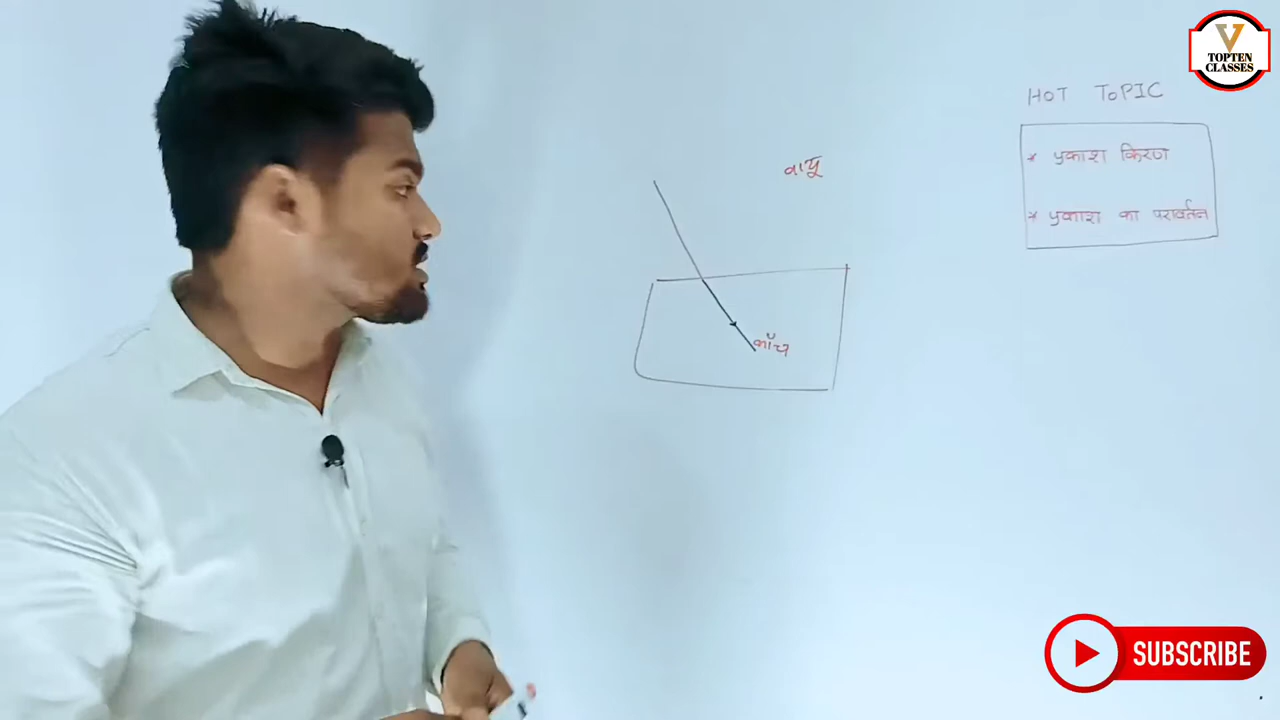 V
TOPTEN
CLASSES
HOT TOPIC
* प्रकाश किरण
* प्रकाश का परावर्तन
वायू
काँच
SUBSCRIBE